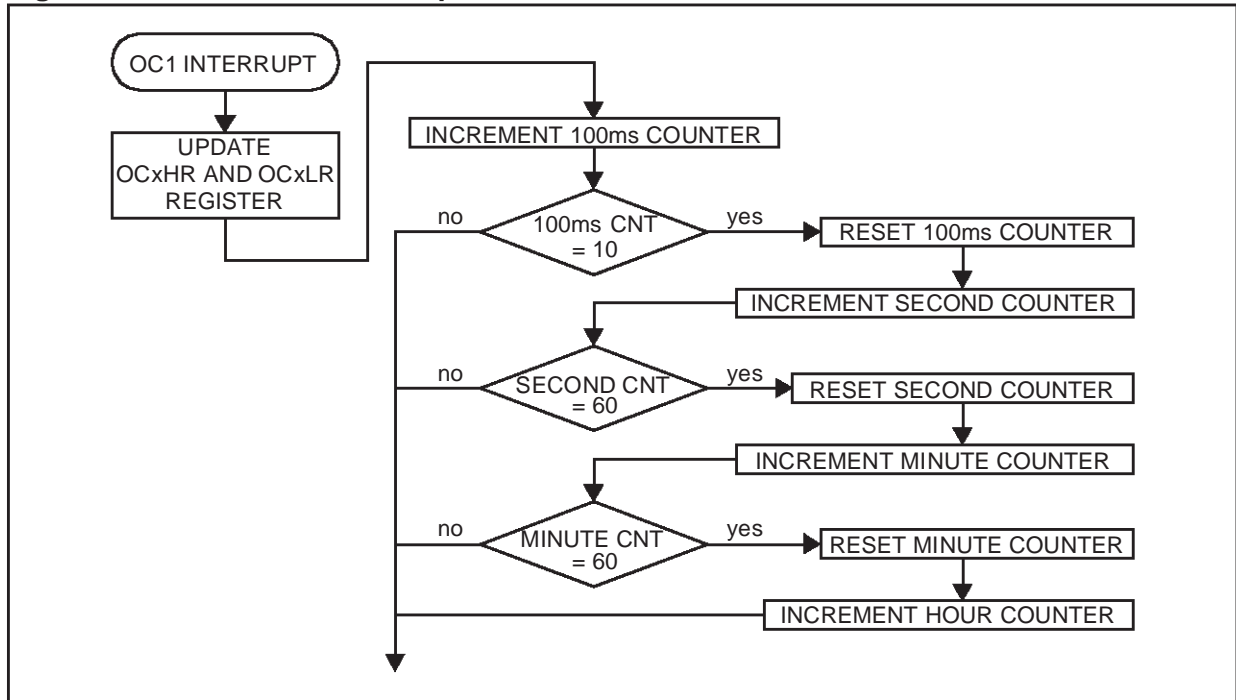 OC1 INTERRUPT
UPDATE
OCxHR AND OCxLR
REGISTER
INCREMENT 100ms COUNTER
100ms CNT
= 10
no
yes
RESET 100ms COUNTER
INCREMENT SECOND COUNTER
SECOND CNT
= 60
no
yes
RESET SECOND COUNTER
INCREMENT MINUTE COUNTER
MINUTE CNT
= 60
no
yes
RESET MINUTE COUNTER
INCREMENT HOUR COUNTER